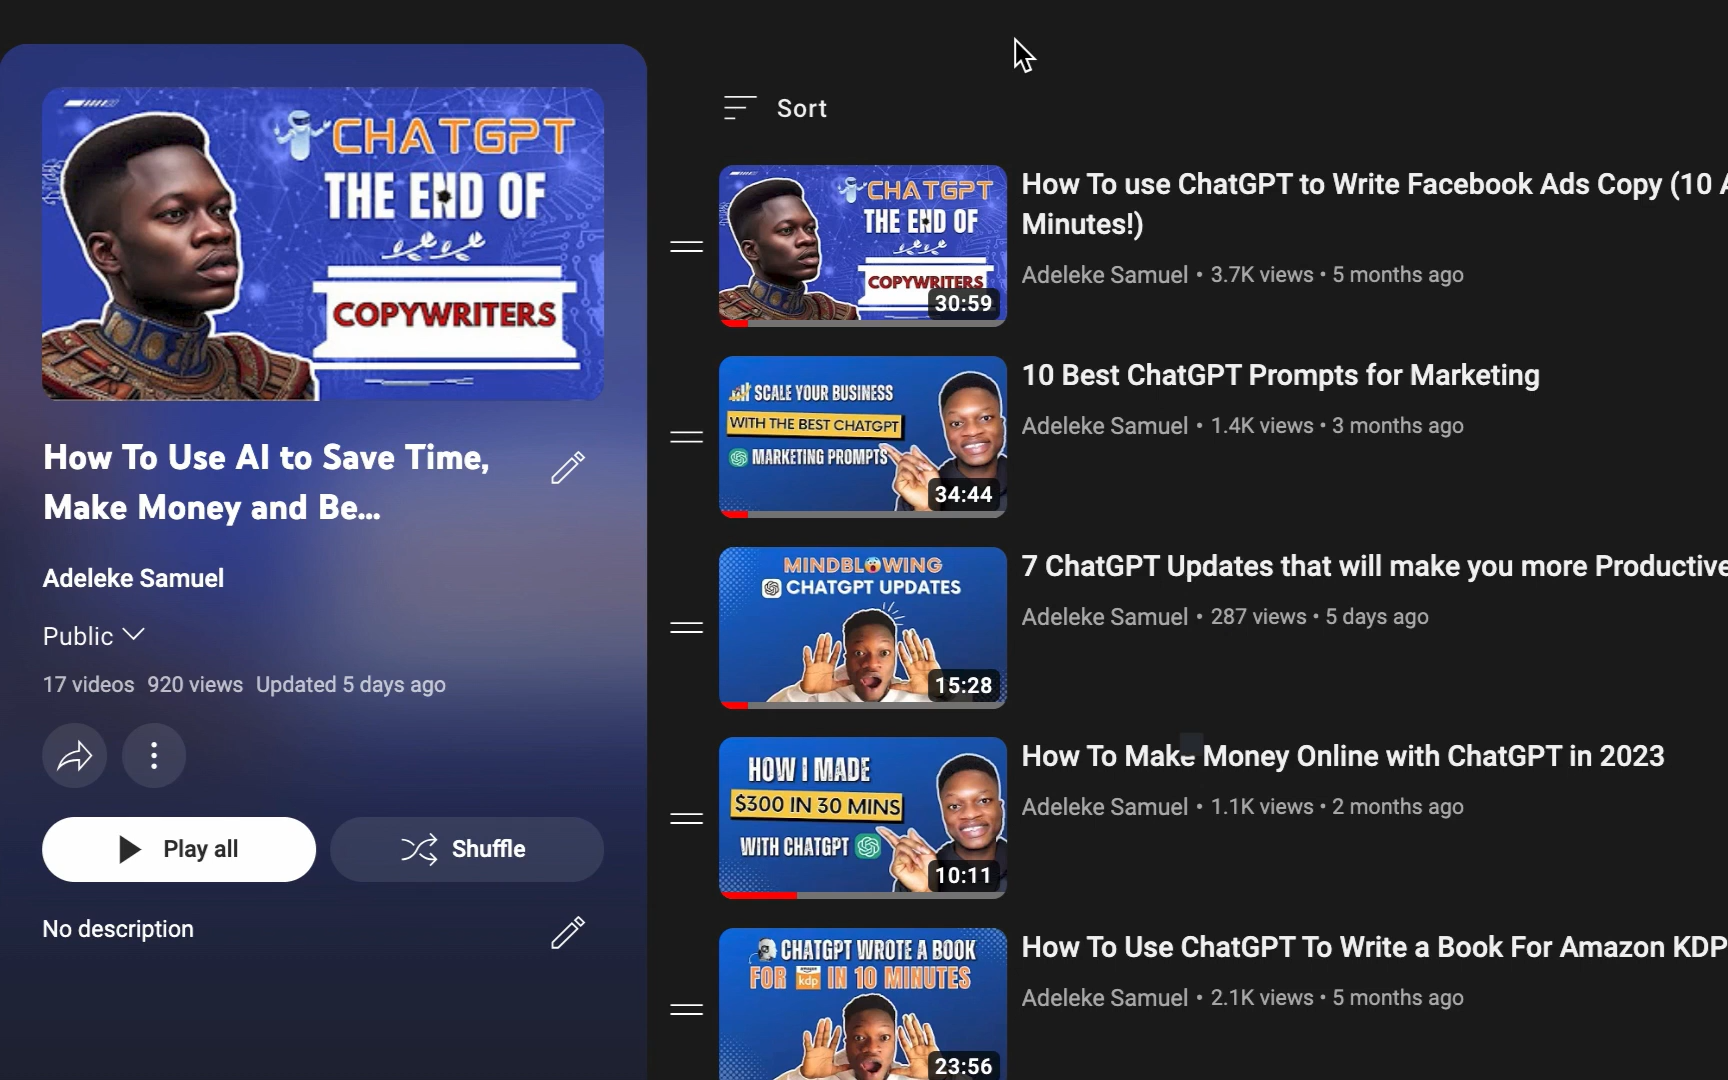 CHATGPT
THE END OF
COPYWRITERS
How To Use AI to Save Time,
Make Money and Be...
Adeleke Samuel
Public
17 videos 920 views Updated 5 days ago
Play all
Shuffle
No description
Sort
CHATGPT
THE END OF
COPYWRITERS
30:59
How To use ChatGPT to Write Facebook Ads Copy (10 A
Minutes!)
Adeleke Samuel • 3.7K views • 5 months ago
SCALE YOUR BUSINESS
WITH THE BEST CHATGPT
MARKETING PROMPTS
34:44
10 Best ChatGPT Prompts for Marketing
Adeleke Samuel • 1.4K views • 3 months ago
MINDBLOWING
CHATGPT UPDATES
15:28
7 ChatGPT Updates that will make you more Productive
Adeleke Samuel • 287 views • 5 days ago
HOW I MADE
$300 IN 30 MINS
WITH CHATGPT
10:11
How To Make Money Online with ChatGPT in 2023
Adeleke Samuel • 1.1K views • 2 months ago
CHATGPT WROTE A BOOK
FOR amazon kdp IN 10 MINUTES
23:56
How To Use ChatGPT To Write a Book For Amazon KDP
Adeleke Samuel • 2.1K views • 5 months ago